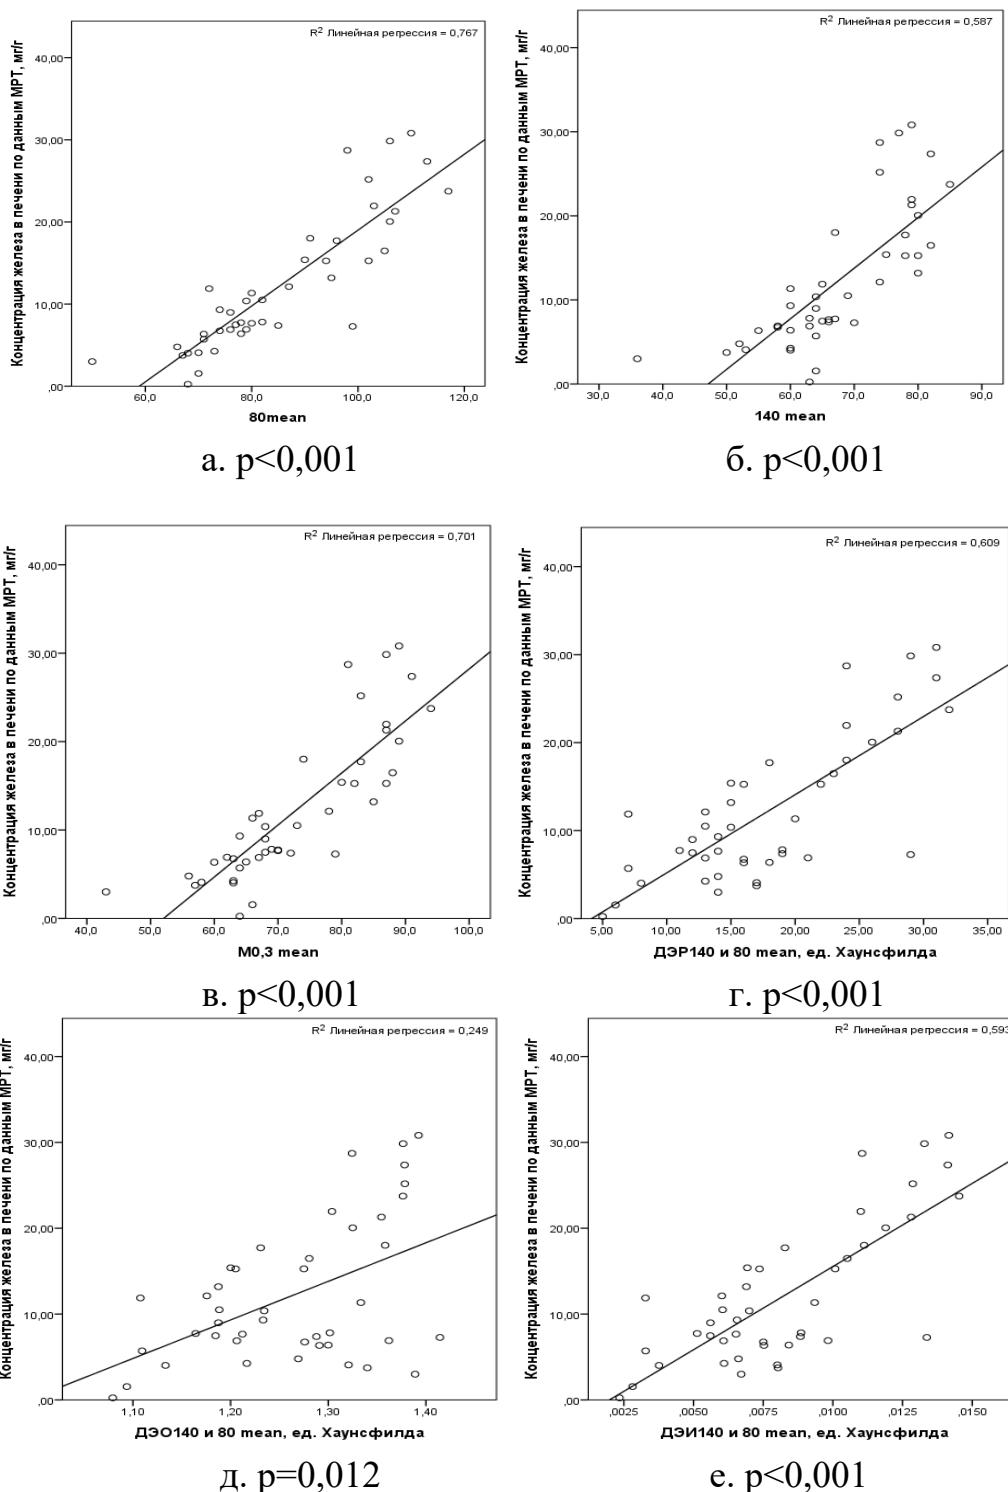 R² Линейная регрессия = 0,767
Концентрация железа в печени по данным МРТ, мг/г
40,00
30,00
20,00
10,00
,00
60,0 80,0 100,0 120,0
80mean
а. p<0,001
R² Линейная регрессия = 0,587
Концентрация железа в печени по данным МРТ, мг/г
40,00
30,00
20,00
10,00
,00
30,0 40,0 50,0 60,0 70,0 80,0 90,0
140 mean
б. p<0,001
R² Линейная регрессия = 0,701
Концентрация железа в печени по данным МРТ, мг/г
40,00
30,00
20,00
10,00
,00
40,0 50,0 60,0 70,0 80,0 90,0 100,0
M0,3 mean
в. p<0,001
R² Линейная регрессия = 0,609
Концентрация железа в печени по данным МРТ, мг/г
40,00
30,00
20,00
10,00
,00
5,00 10,00 15,00 20,00 25,00 30,00 35,00
ДЭР140 и 80 mean, ед. Хаунсфилда
г. p<0,001
R² Линейная регрессия = 0,249
Концентрация железа в печени по данным МРТ, мг/г
40,00
30,00
20,00
10,00
,00
1,10 1,20 1,30 1,40
ДЭО140 и 80 mean, ед. Хаунсфилда
д. p=0,012
R² Линейная регрессия = 0,593
Концентрация железа в печени по данным МРТ, мг/г
40,00
30,00
20,00
10,00
,00
,0025 ,0050 ,0075 ,0100 ,0125 ,0150
ДЭИ140 и 80 mean, ед. Хаунсфилда
е. p<0,001